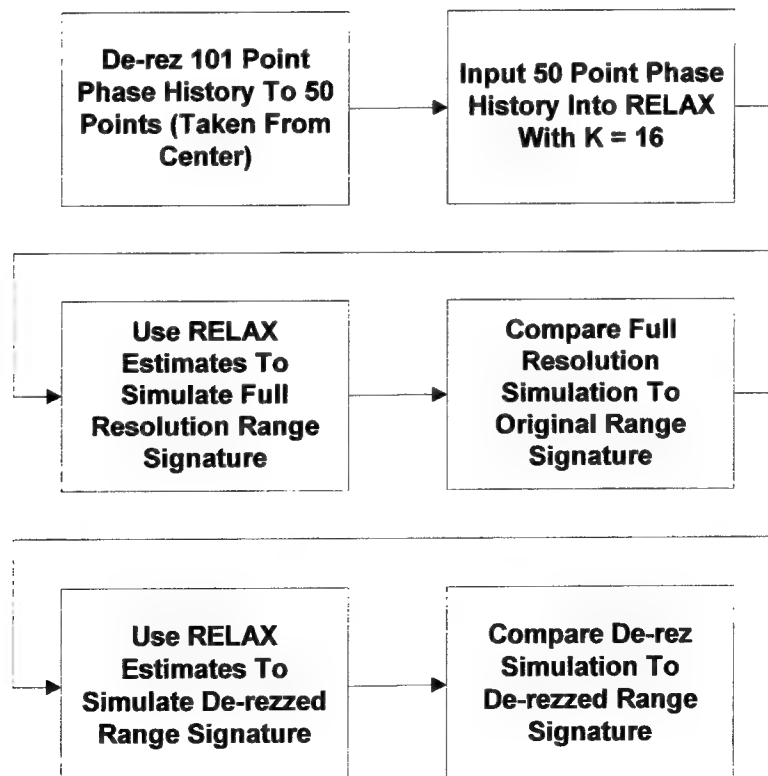 De-rez 101 Point
Phase History To 50
Points (Taken From
Center)
Input 50 Point Phase
History Into RELAX
With K = 16
Use RELAX
Estimates To
Simulate Full
Resolution Range
Signature
Compare Full
Resolution
Simulation To
Original Range
Signature
Use RELAX
Estimates To
Simulate De-rezzed
Range Signature
Compare De-rez
Simulation To
De-rezzed Range
Signature